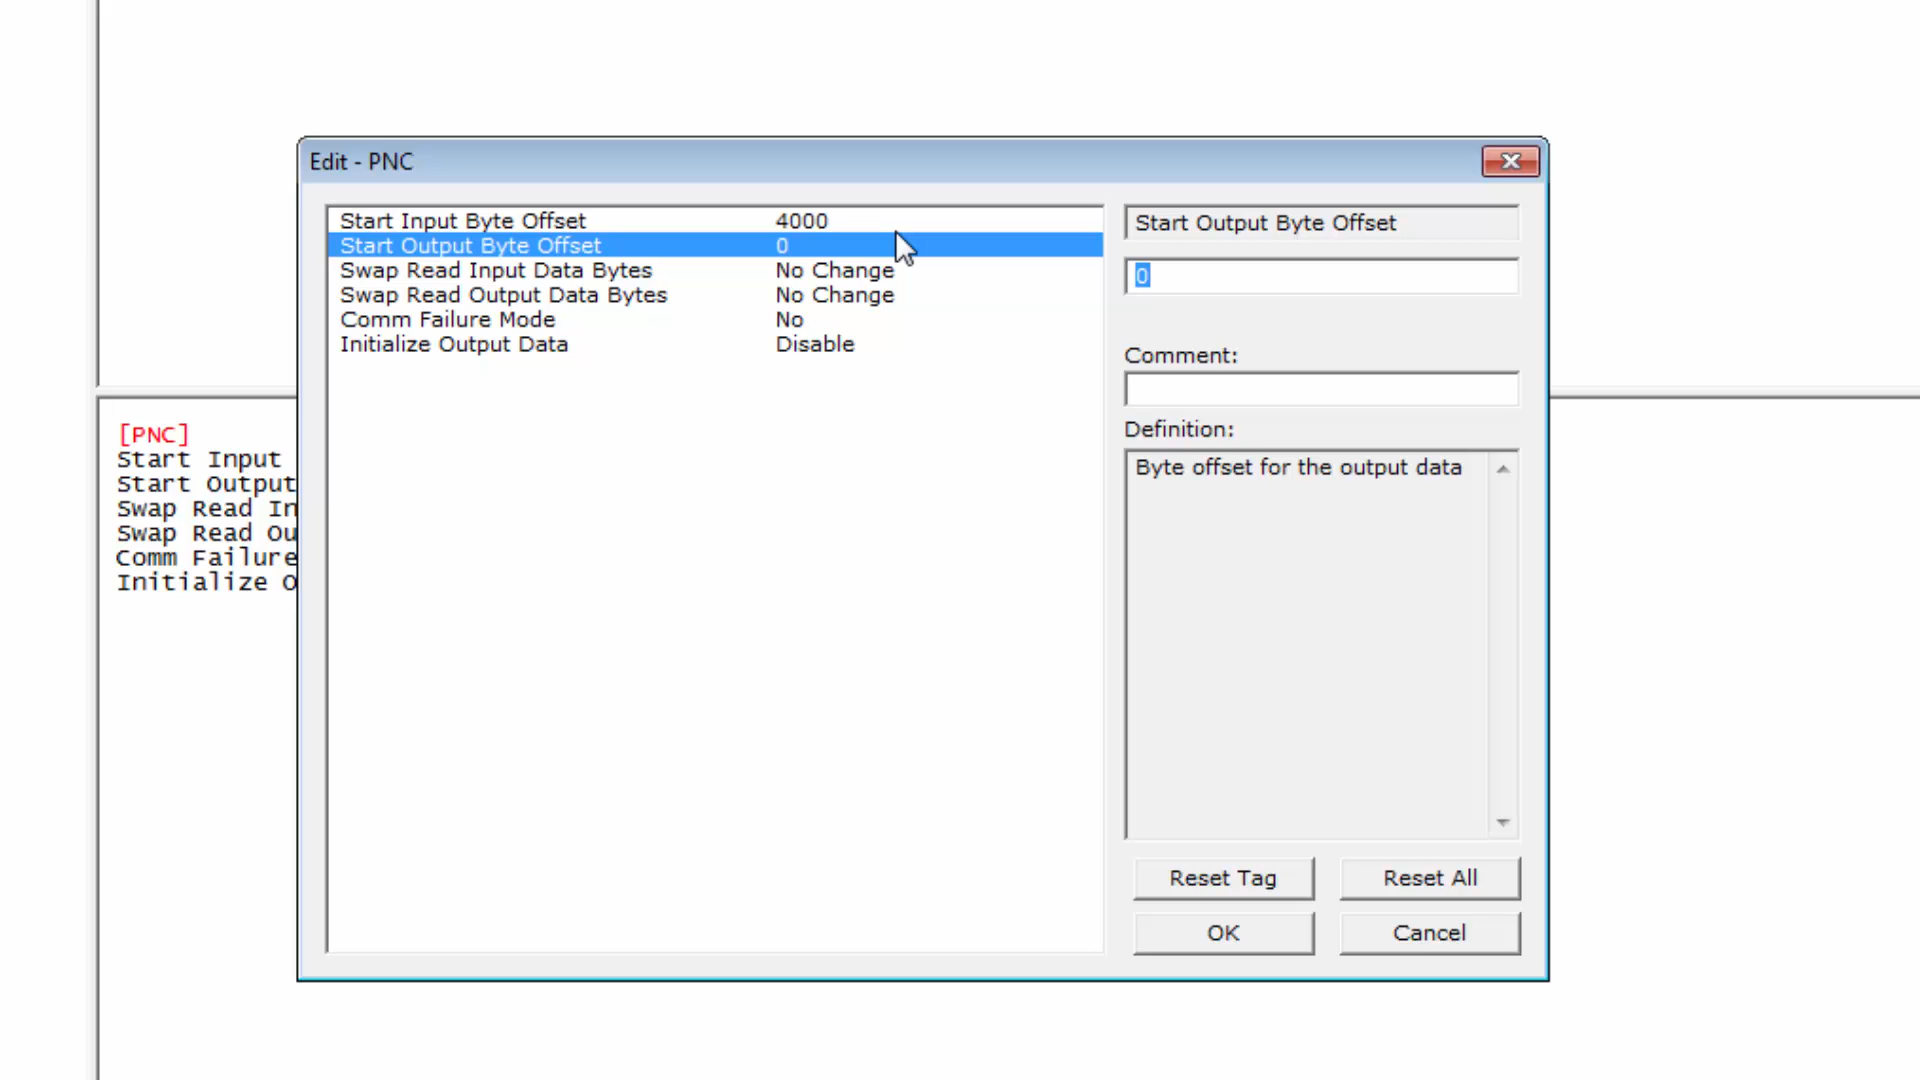 Edit - PNC
Start Input Byte Offset 4000
Start Output Byte Offset 0
Swap Read Input Data Bytes No Change
Swap Read Output Data Bytes No Change
Comm Failure Mode No
Initialize Output Data Disable
Start Output Byte Offset
0
Comment:
Definition:
Byte offset for the output data
Reset Tag Reset All
OK Cancel
[PNC]
Start Input
Start Output
Swap Read In
Swap Read Ou
Comm Failure
Initialize O